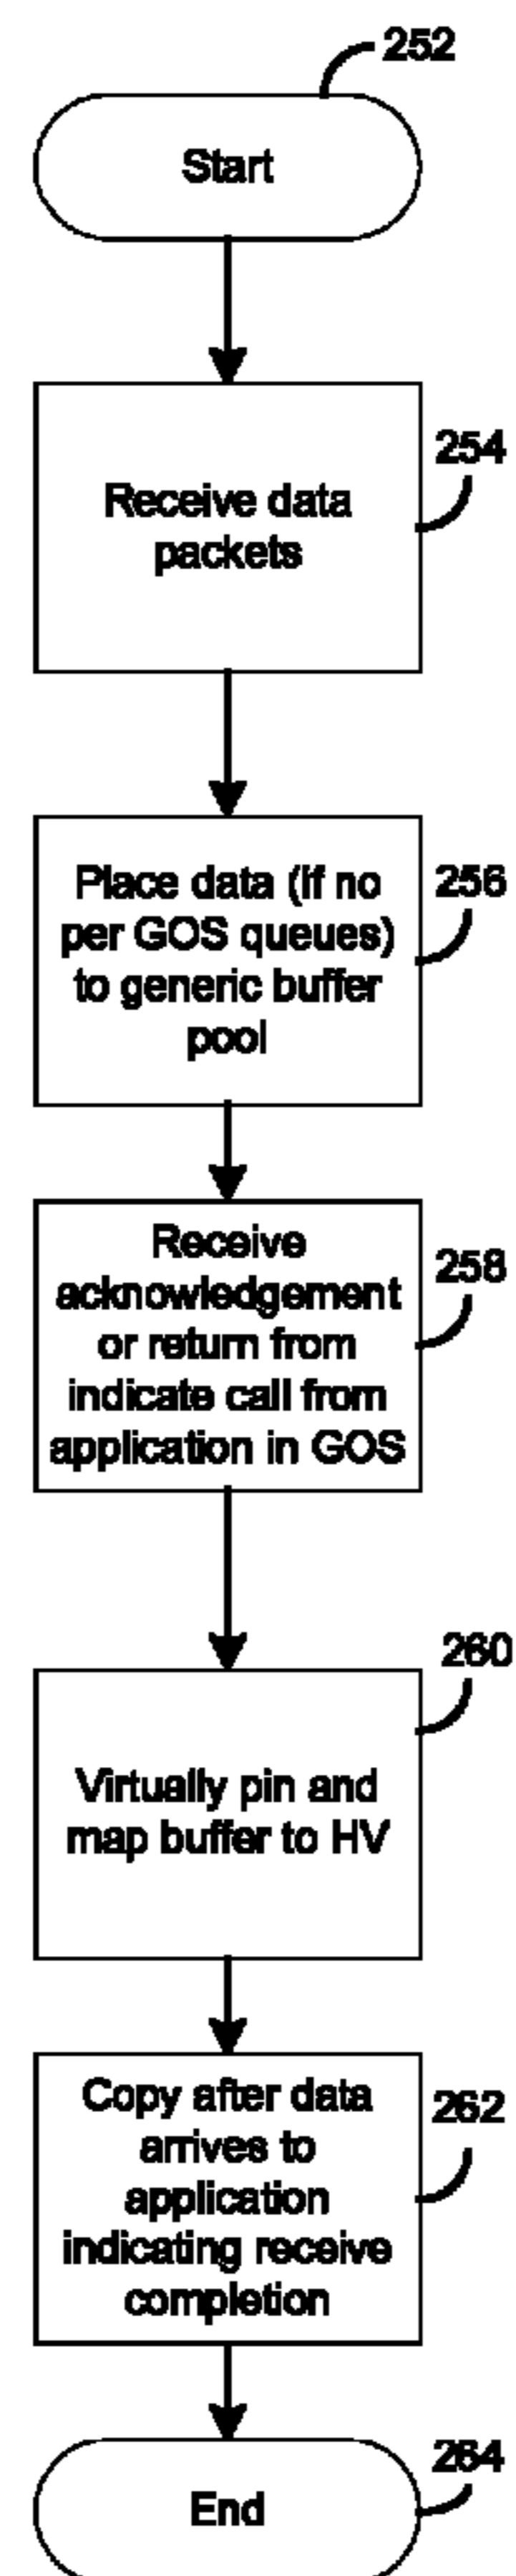 252
Start
254
Receive data
packets
256
Place data (if no
per GOS queues)
to generic buffer
pool
258
Receive
acknowledgement
or return from
indicate call from
application in GOS
260
Virtually pin and
map buffer to HV
262
Copy after data
arrives to
application
indicating receive
completion
264
End